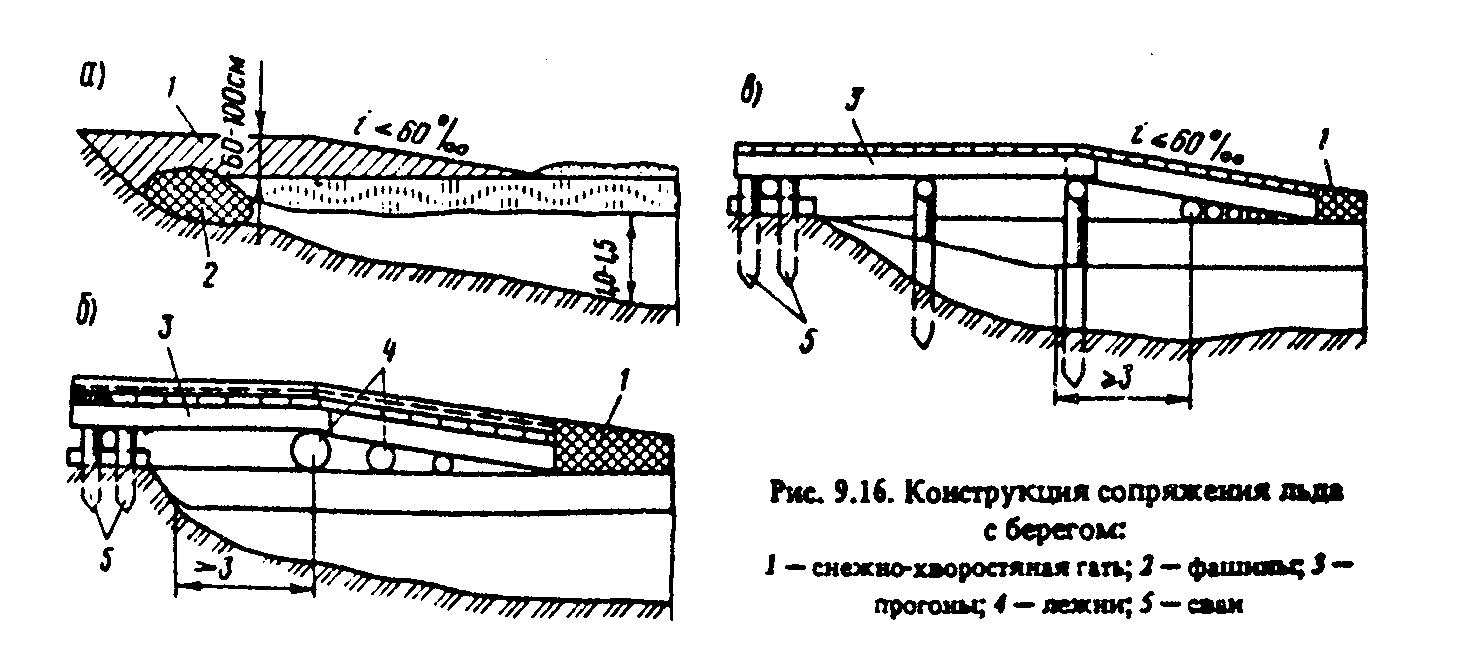 а)
1
60-100см
i<60‰
2
1,0-1,5
б)
3
4
1
5
≥3
в)
3
i<60‰
1
5
≥3
Рис. 9.16. Конструкция сопряжения льда
с берегом:
1 — снежно-хворостяная гать; 2 — фашины; 3 —
прогоны; 4 — лежни; 5 — сваи